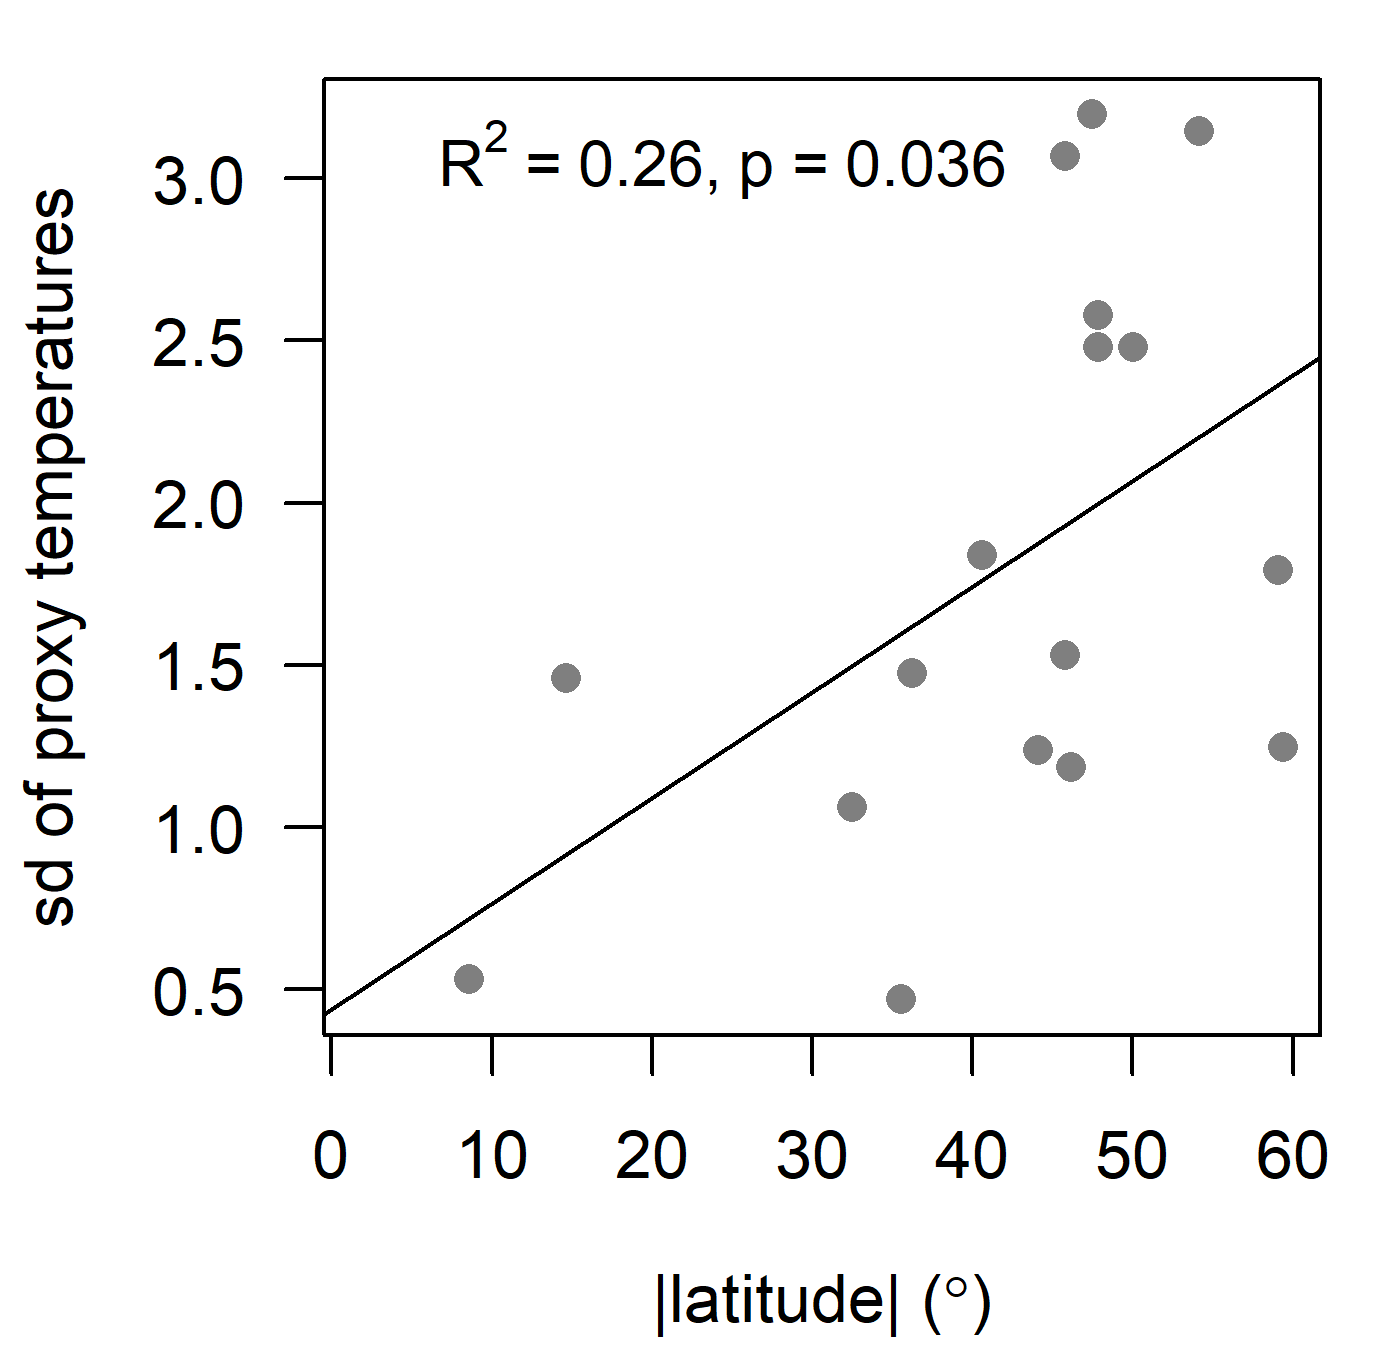 R² = 0.26, p = 0.036
sd of proxy temperatures
3.0
2.5
2.0
1.5
1.0
0.5
0 10 20 30 40 50 60
|latitude| (°)